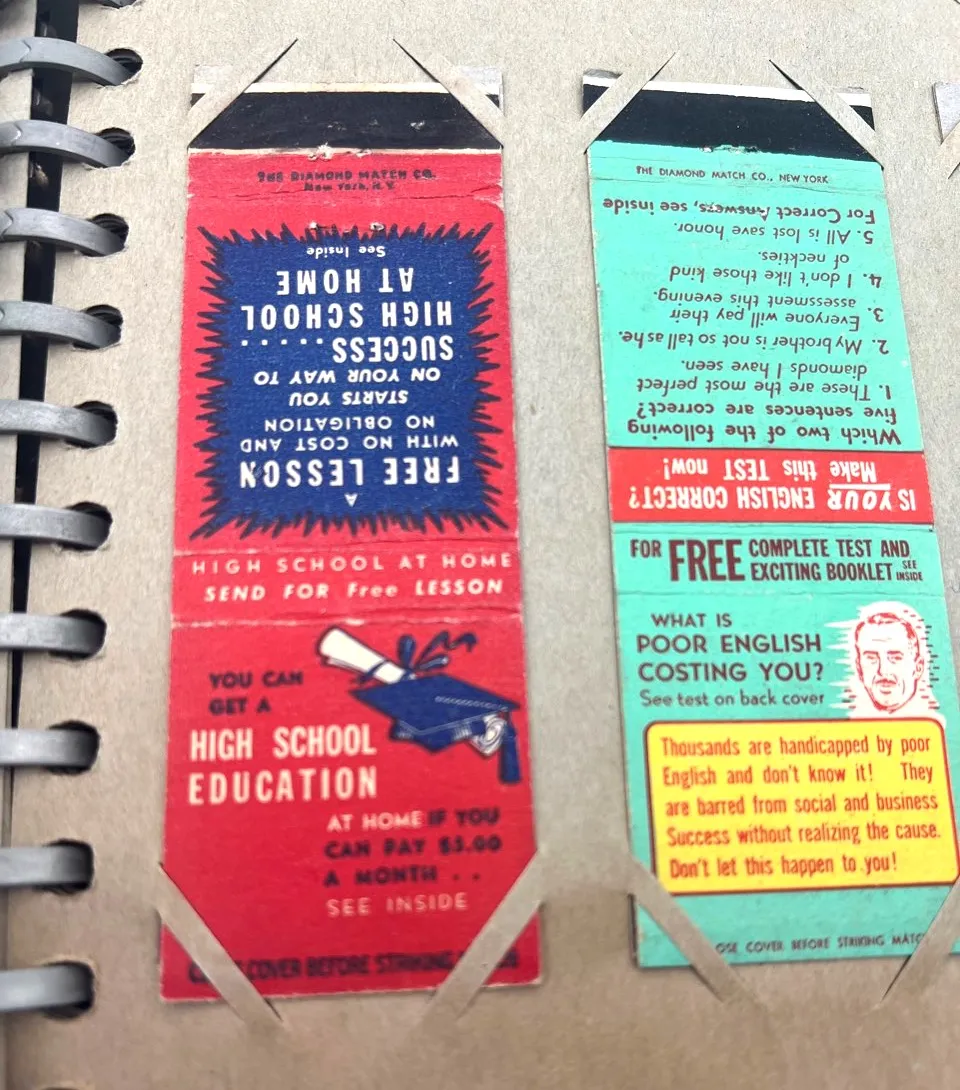 THE DIAMOND MATCH CO.
New York, N.Y.
A
FREE LESSON
WITH NO COST AND
NO OBLIGATION
STARTS YOU
ON YOUR WAY TO
SUCCESS.....
HIGH SCHOOL
AT HOME
See Inside
HIGH SCHOOL AT HOME
SEND FOR Free LESSON
YOU CAN
GET A
HIGH SCHOOL
EDUCATION
AT HOME IF YOU
CAN PAY $5.00
A MONTH . .
SEE INSIDE
COVER BEFORE STRIKING
THE DIAMOND MATCH CO., NEW YORK
IS YOUR ENGLISH CORRECT?
Make this TEST now!
Which two of the following
five sentences are correct?
1. These are the most perfect
diamonds I have seen.
2. My brother is not so tall as he.
3. Everyone will pay their
assessment this evening.
4. I don't like those kind
of neckties.
5. All is lost save honor.
For Correct Answers, see inside
FOR FREE COMPLETE TEST AND
EXCITING BOOKLET SEE INSIDE
WHAT IS
POOR ENGLISH
COSTING YOU?
See test on back cover
Thousands are handicapped by poor
English and don't know it! They
are barred from social and business
Success without realizing the cause.
Don't let this happen to you!
OSE COVER BEFORE STRIKING MATC